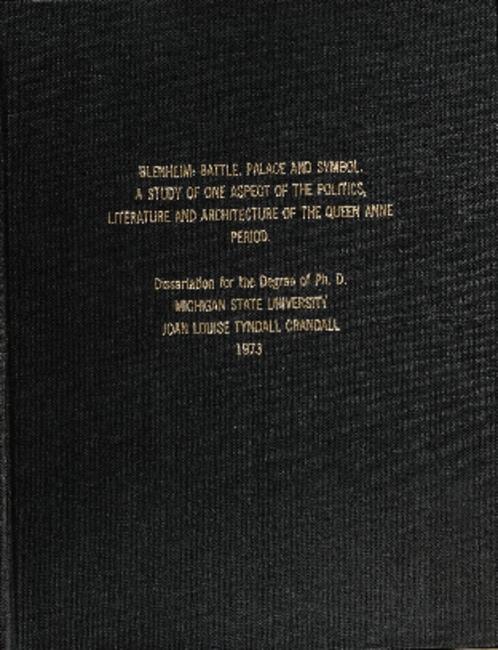 BLENHEIM: BATTLE, PALACE AND SYMBOL.
A STUDY OF ONE ASPECT OF THE POLITICS,
LITERATURE AND ARCHITECTURE OF THE QUEEN ANNE
PERIOD.
Dissertation for the Degree of Ph. D.
MICHIGAN STATE UNIVERSITY
JOAN LOUISE TYNDALL CRANDALL
1973